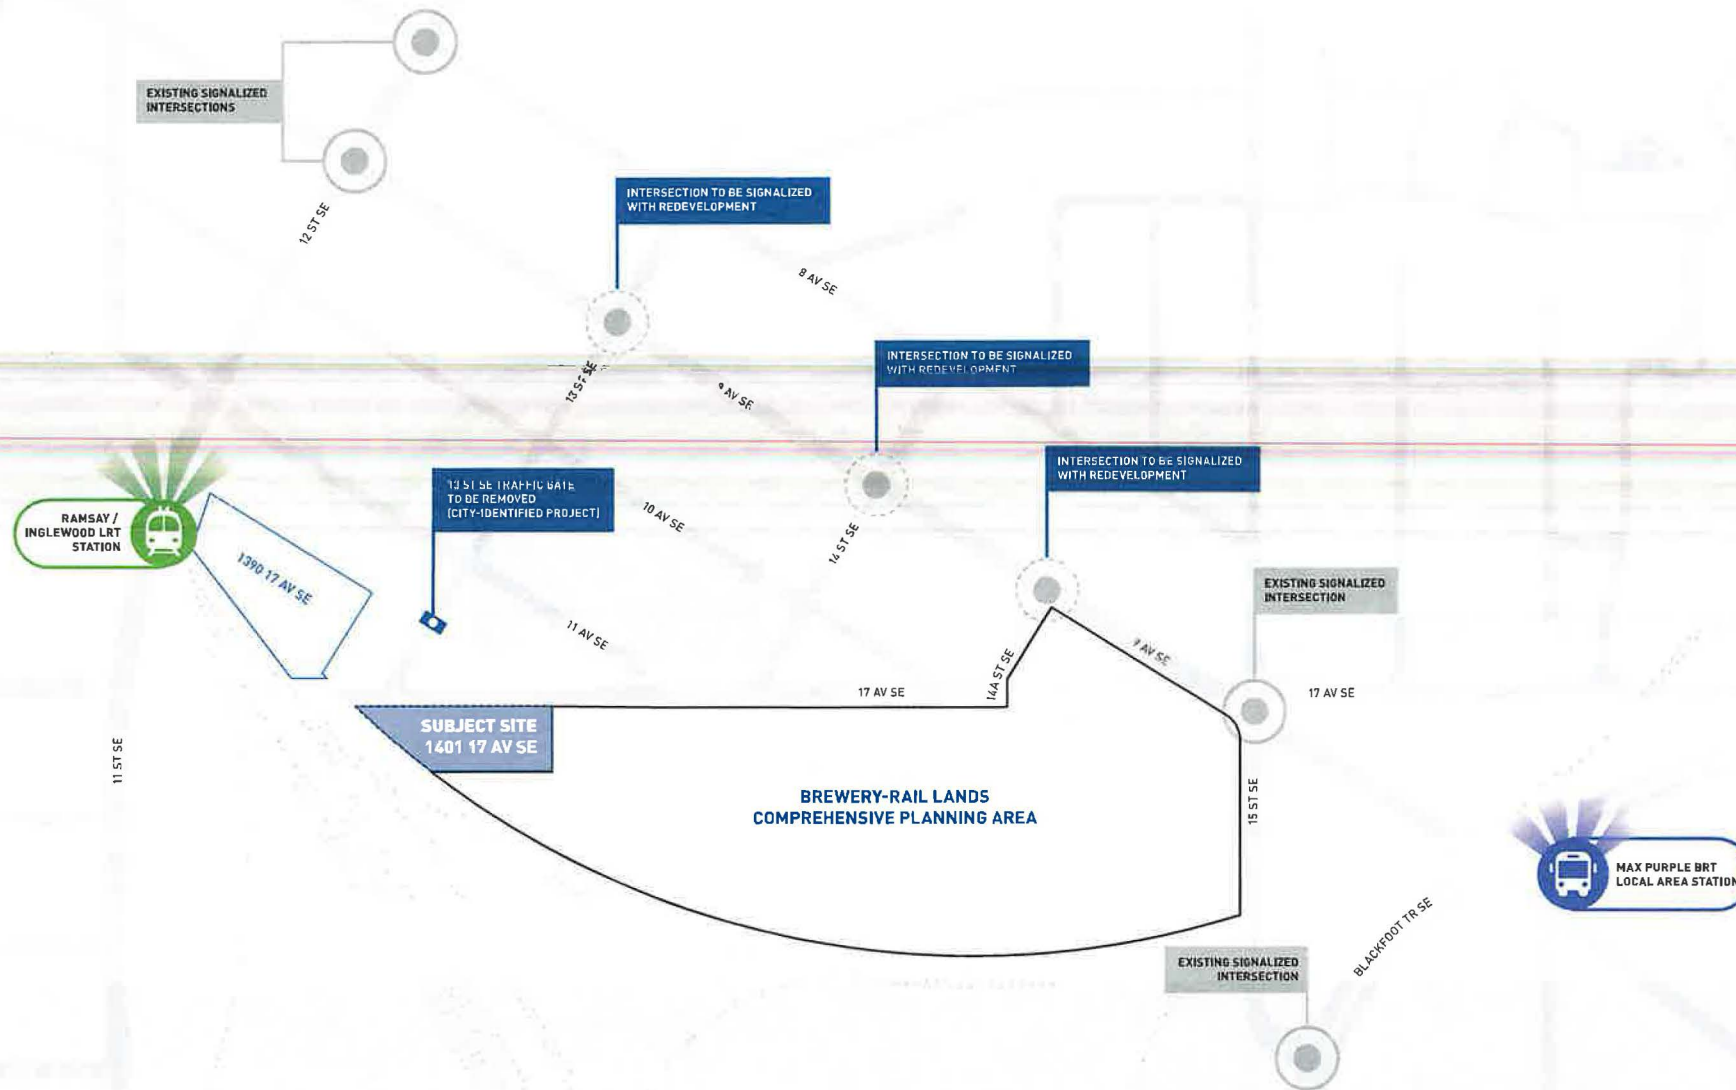 EXISTING SIGNALIZED
INTERSECTIONS
12 ST SE
INTERSECTION TO BE SIGNALIZED
WITH REDEVELOPMENT
8 AV SE
13 ST SE
9 AV SE
INTERSECTION TO BE SIGNALIZED
WITH REDEVELOPMENT
14 ST SE
INTERSECTION TO BE SIGNALIZED
WITH REDEVELOPMENT
13 ST SE TRAFFIC GATE
TO BE REMOVED
(CITY-IDENTIFIED PROJECT)
10 AV SE
RAMSAY /
INGLEWOOD LRT
STATION
1390 17 AV SE
11 AV SE
EXISTING SIGNALIZED
INTERSECTION
14A ST SE
9 AV SE
17 AV SE
17 AV SE
SUBJECT SITE
1401 17 AV SE
11 ST SE
BREWERY-RAIL LANDS
COMPREHENSIVE PLANNING AREA
15 ST SE
MAX PURPLE BRT
LOCAL AREA STATION
BLACKFOOT TR SE
EXISTING SIGNALIZED
INTERSECTION